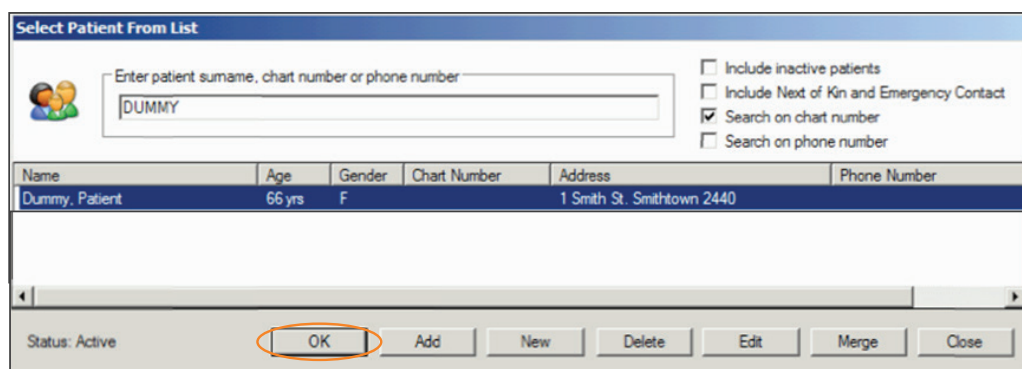 Select Patient From List
Enter patient surname, chart number or phone number
DUMMY
Include inactive patients
Include Next of Kin and Emergency Contact
Search on chart number
Search on phone number
Name Age Gender Chart Number Address Phone Number
Dummy, Patient 66 yrs F 1 Smith St. Smithtown 2440
Status: Active OK Add New Delete Edit Merge Close